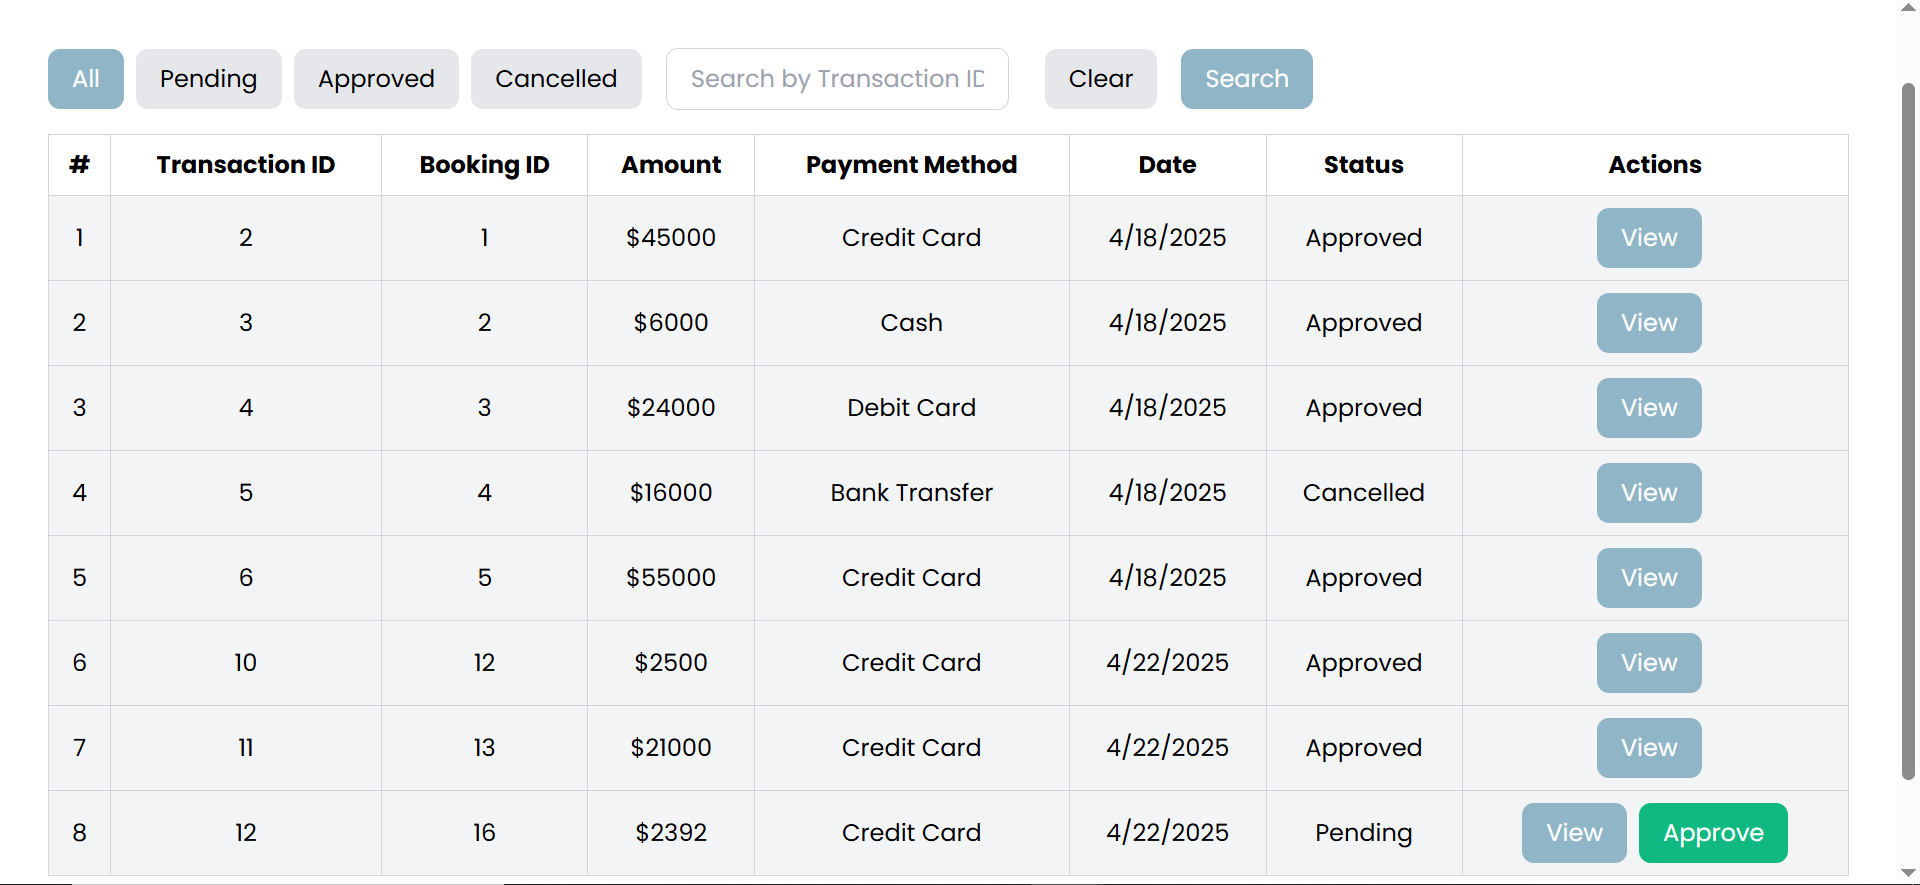 All Pending Approved Cancelled Search by Transaction ID Clear Search
# Transaction ID Booking ID Amount Payment Method Date Status Actions
1 2 1 $45000 Credit Card 4/18/2025 Approved View
2 3 2 $6000 Cash 4/18/2025 Approved View
3 4 3 $24000 Debit Card 4/18/2025 Approved View
4 5 4 $16000 Bank Transfer 4/18/2025 Cancelled View
5 6 5 $55000 Credit Card 4/18/2025 Approved View
6 10 12 $2500 Credit Card 4/22/2025 Approved View
7 11 13 $21000 Credit Card 4/22/2025 Approved View
8 12 16 $2392 Credit Card 4/22/2025 Pending View Approve